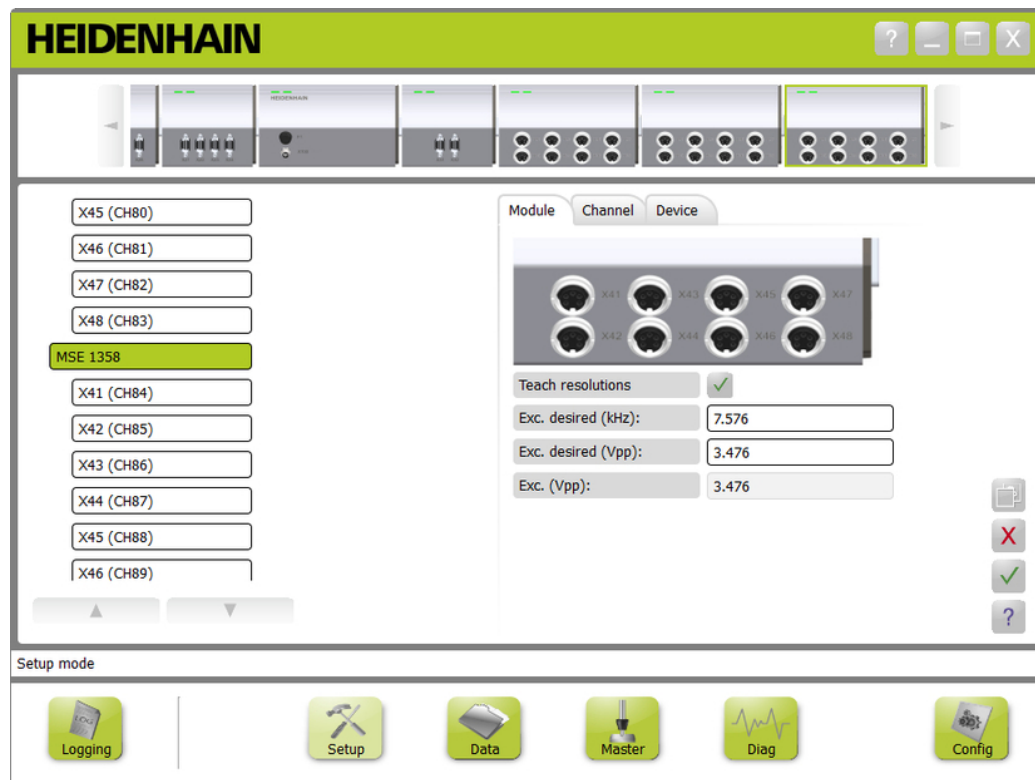 HEIDENHAIN
?
X
HEIDENHAIN
X45 (CH80)
X46 (CH81)
X47 (CH82)
X48 (CH83)
MSE 1358
X41 (CH84)
X42 (CH85)
X43 (CH86)
X44 (CH87)
X45 (CH88)
X46 (CH89)
Module Channel Device
X41 X43 X45 X47
X42 X44 X46 X48
Teach resolutions
Exc. desired (kHz): 7.576
Exc. desired (Vpp): 3.476
Exc. (Vpp): 3.476
X
?
Setup mode
LOG
Logging Setup Data Master Diag Config